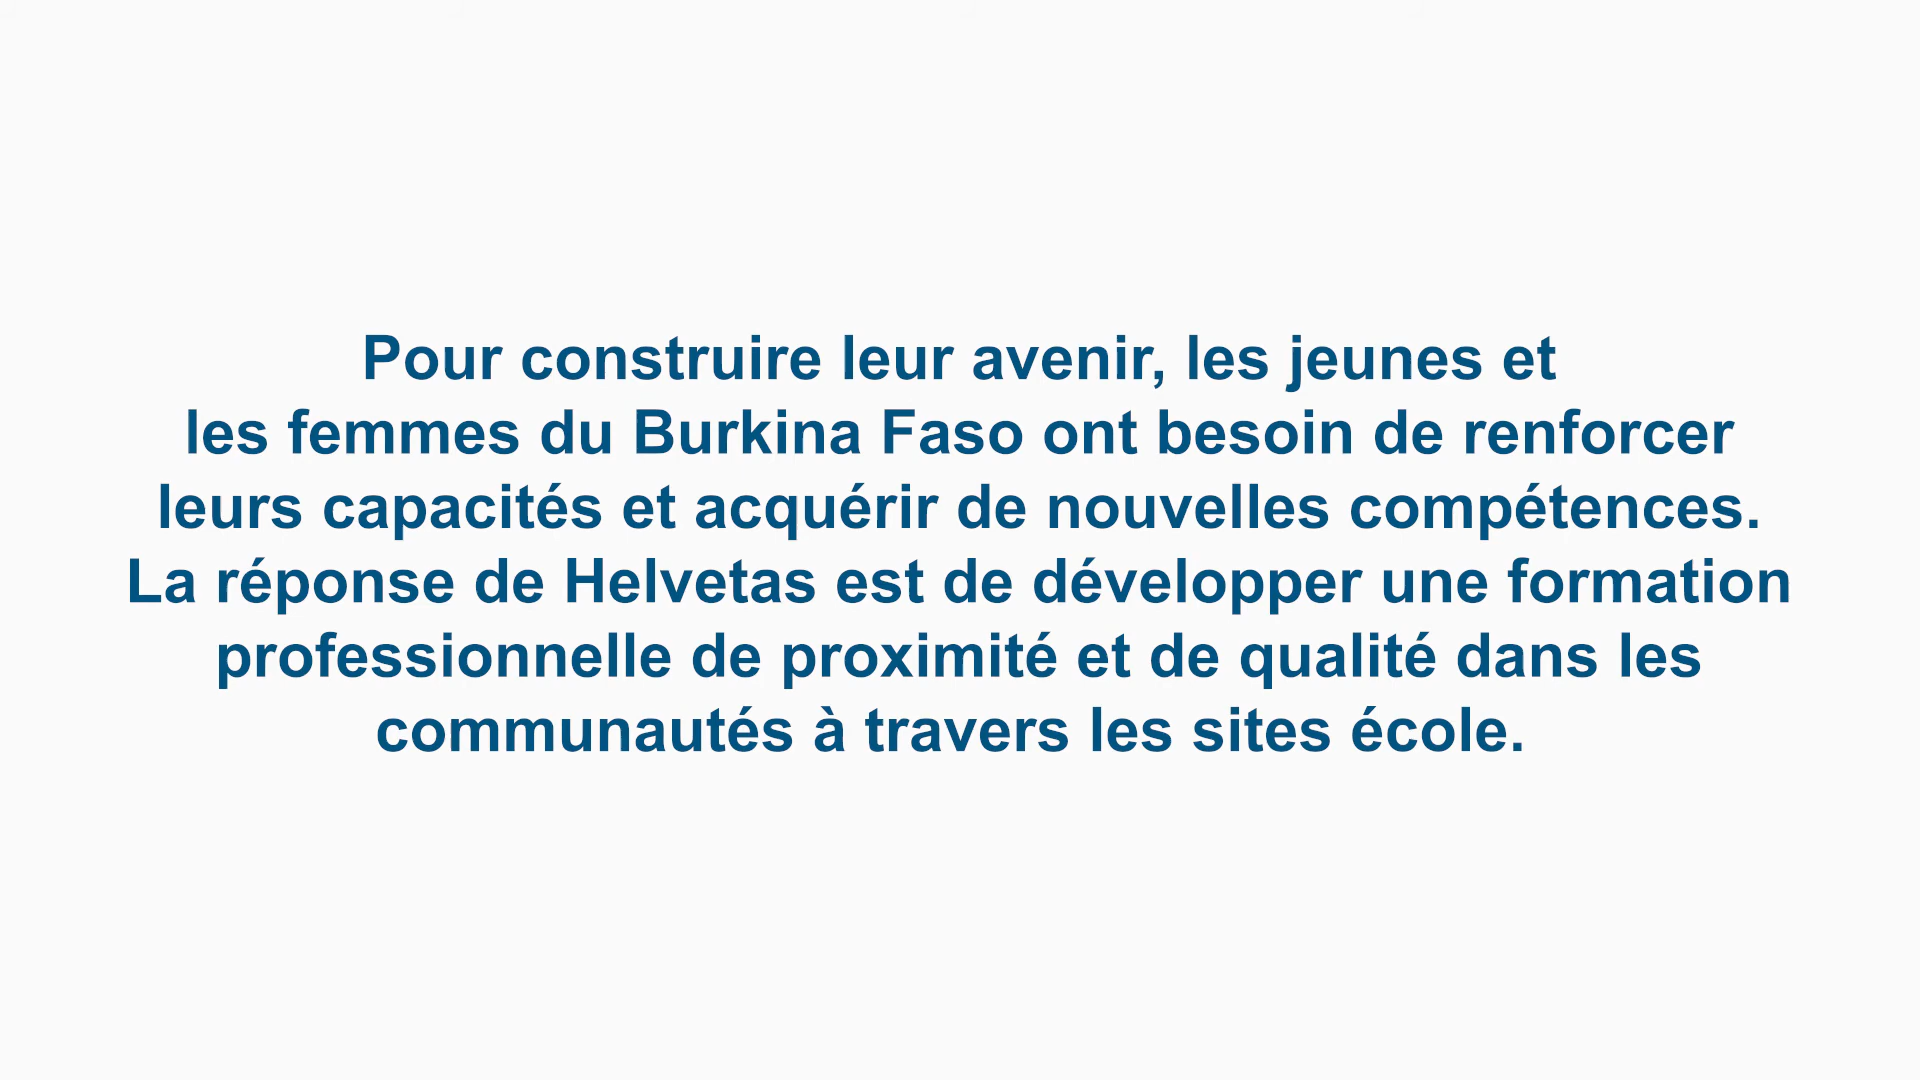 Pour construire leur avenir, les jeunes et
les femmes du Burkina Faso ont besoin de renforcer
leurs capacités et acquérir de nouvelles compétences.
La réponse de Helvetas est de développer une formation
professionnelle de proximité et de qualité dans les
communautés à travers les sites école.